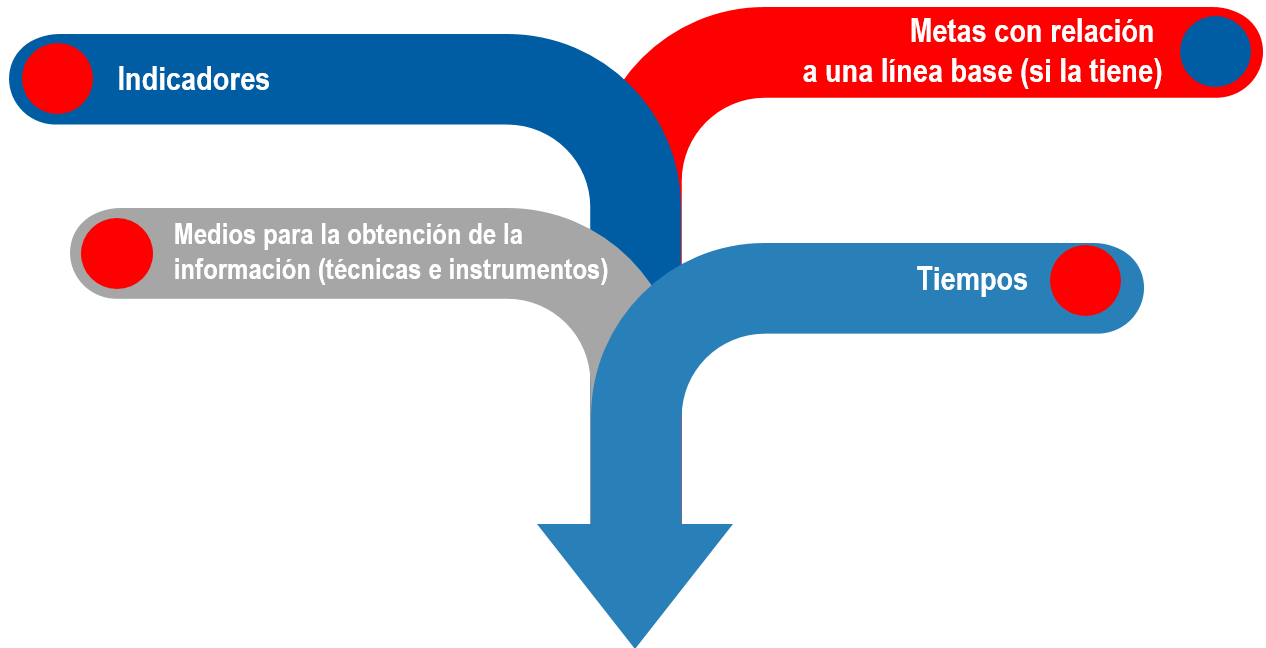 Indicadores
Metas con relación
a una línea base (si la tiene)
Medios para la obtención de la
información (técnicas e instrumentos)
Tiempos